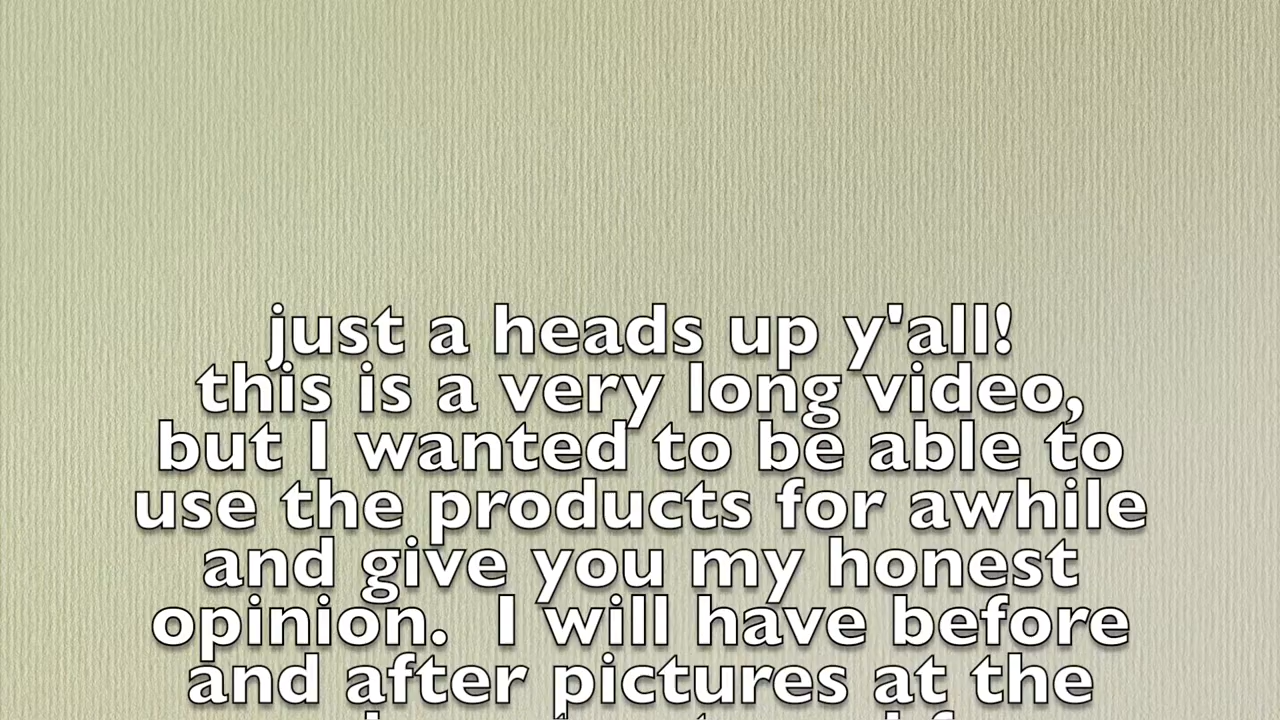 just a heads up y'all!
this is a very long video,
but I wanted to be able to
use the products for awhile
and give you my honest
opinion.  I will have before
and after pictures at the